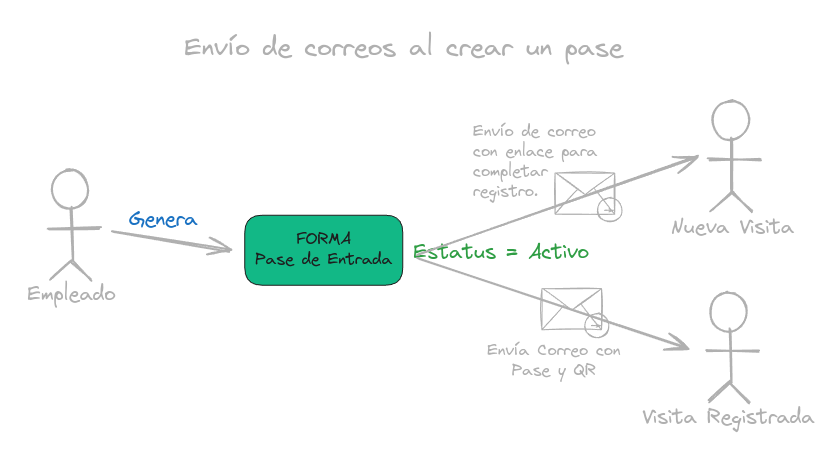 Envío de correos al crear un pase
Envío de correo
con enlace para
completar
registro.
Nueva Visita
Genera
FORMA
Pase de Entrada
Estatus = Activo
Empleado
Envía Correo con
Pase y QR
Visita Registrada